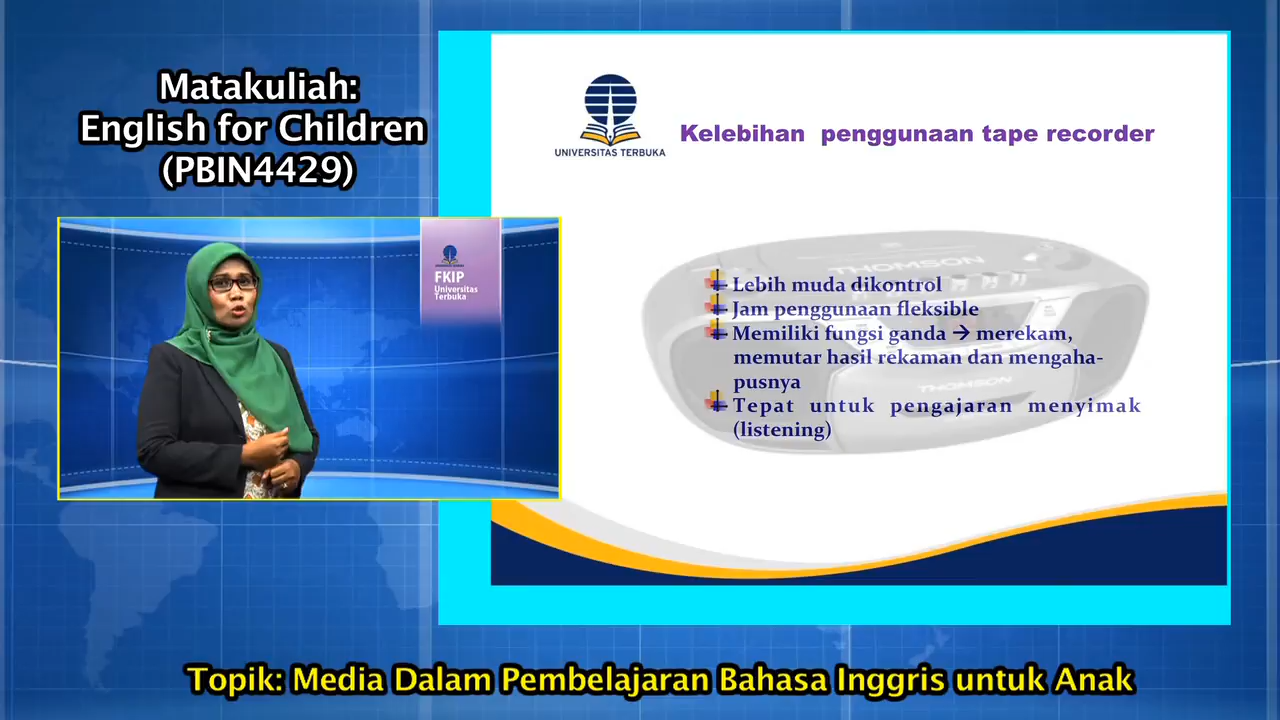 Matakuliah:
English for Children
(PBIN4429)
FKIP
Universitas
Terbuka
UNIVERSITAS TERBUKA
Kelebihan penggunaan tape recorder
THOMSON
Lebih muda dikontrol
Jam penggunaan fleksible
Memiliki fungsi ganda → merekam,
memutar hasil rekaman dan mengaha-
pusnya
THOMSON
Tepat untuk pengajaran menyimak
(listening)
Topik: Media Dalam Pembelajaran Bahasa Inggris untuk Anak